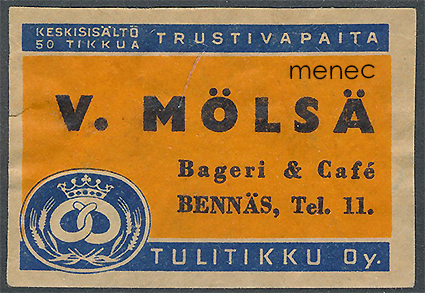 KESKISISÄLTÖ
50 TIKKUA
TRUSTIVAPAITA
menec
V. MÖLSÄ
Bageri & Café
BENNÄS, Tel. 11.
TULITIKKU Oy.